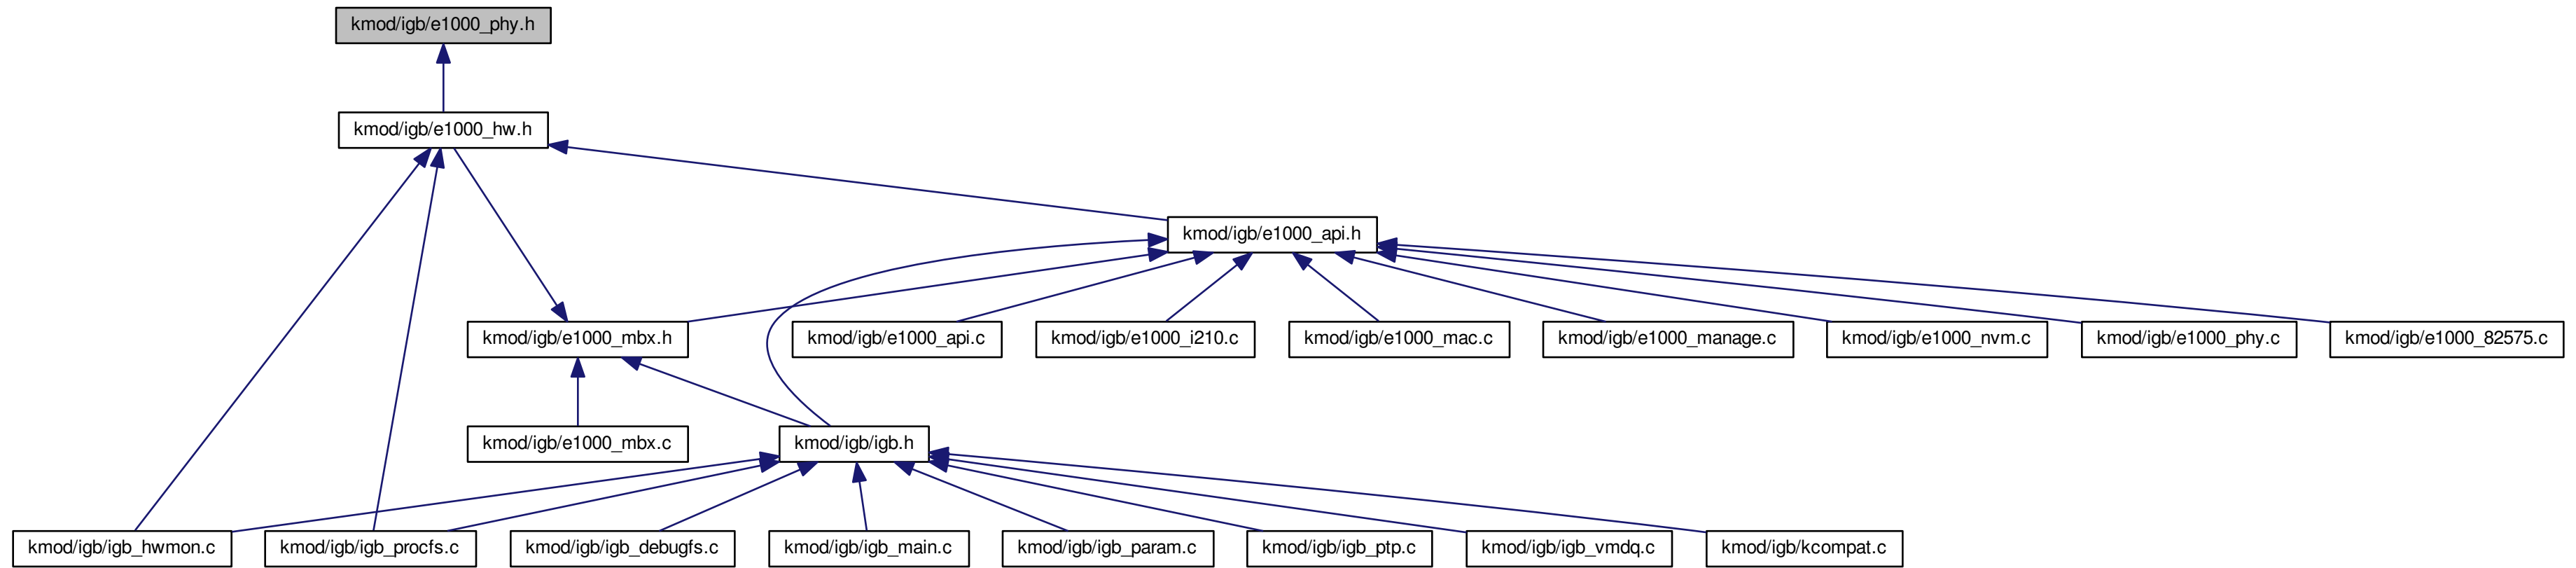 kmod/igb/e1000_phy.h
kmod/igb/e1000_hw.h
kmod/igb/e1000_api.h
kmod/igb/e1000_mbx.h
kmod/igb/e1000_api.c
kmod/igb/e1000_i210.c
kmod/igb/e1000_mac.c
kmod/igb/e1000_manage.c
kmod/igb/e1000_nvm.c
kmod/igb/e1000_phy.c
kmod/igb/e1000_82575.c
kmod/igb/e1000_mbx.c
kmod/igb/igb.h
kmod/igb/igb_hwmon.c
kmod/igb/igb_procfs.c
kmod/igb/igb_debugfs.c
kmod/igb/igb_main.c
kmod/igb/igb_param.c
kmod/igb/igb_ptp.c
kmod/igb/igb_vmdq.c
kmod/igb/kcompat.c